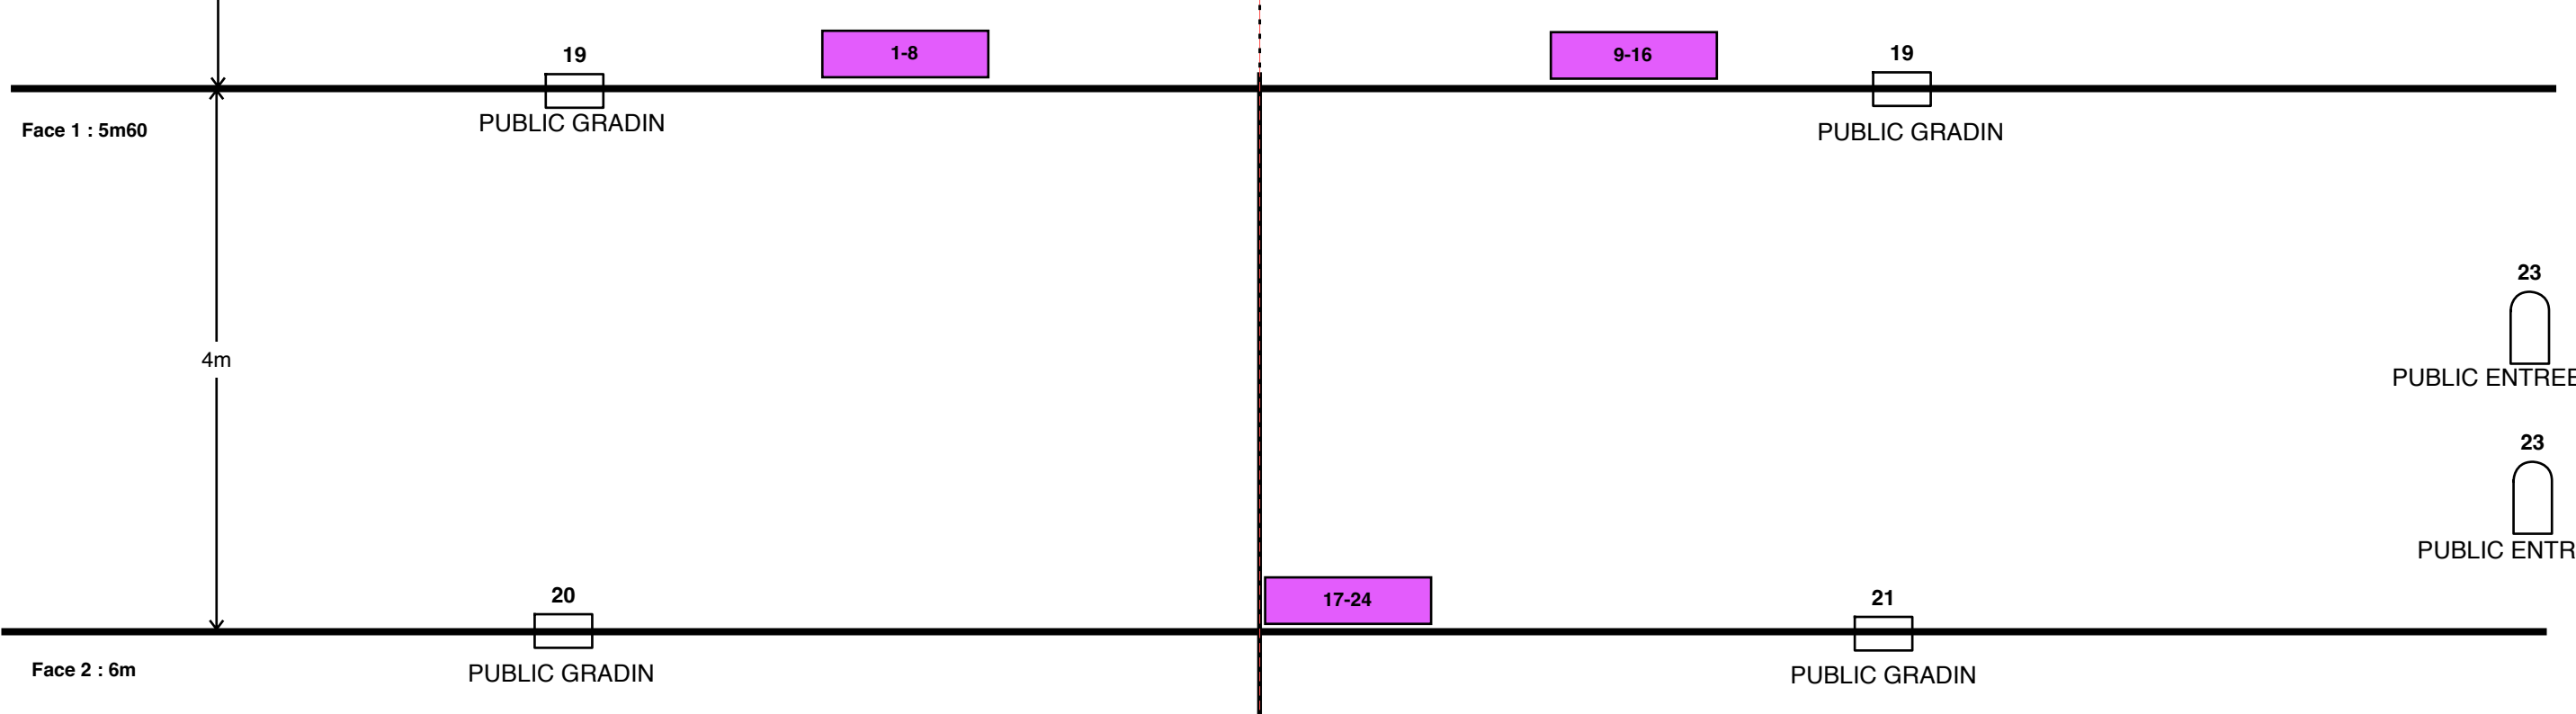 19
1-8
9-16
19
PUBLIC GRADIN
PUBLIC GRADIN
Face 1 : 5m60
23
4m
PUBLIC ENTREE
23
PUBLIC ENTR
20
17-24
21
Face 2 : 6m
PUBLIC GRADIN
PUBLIC GRADIN